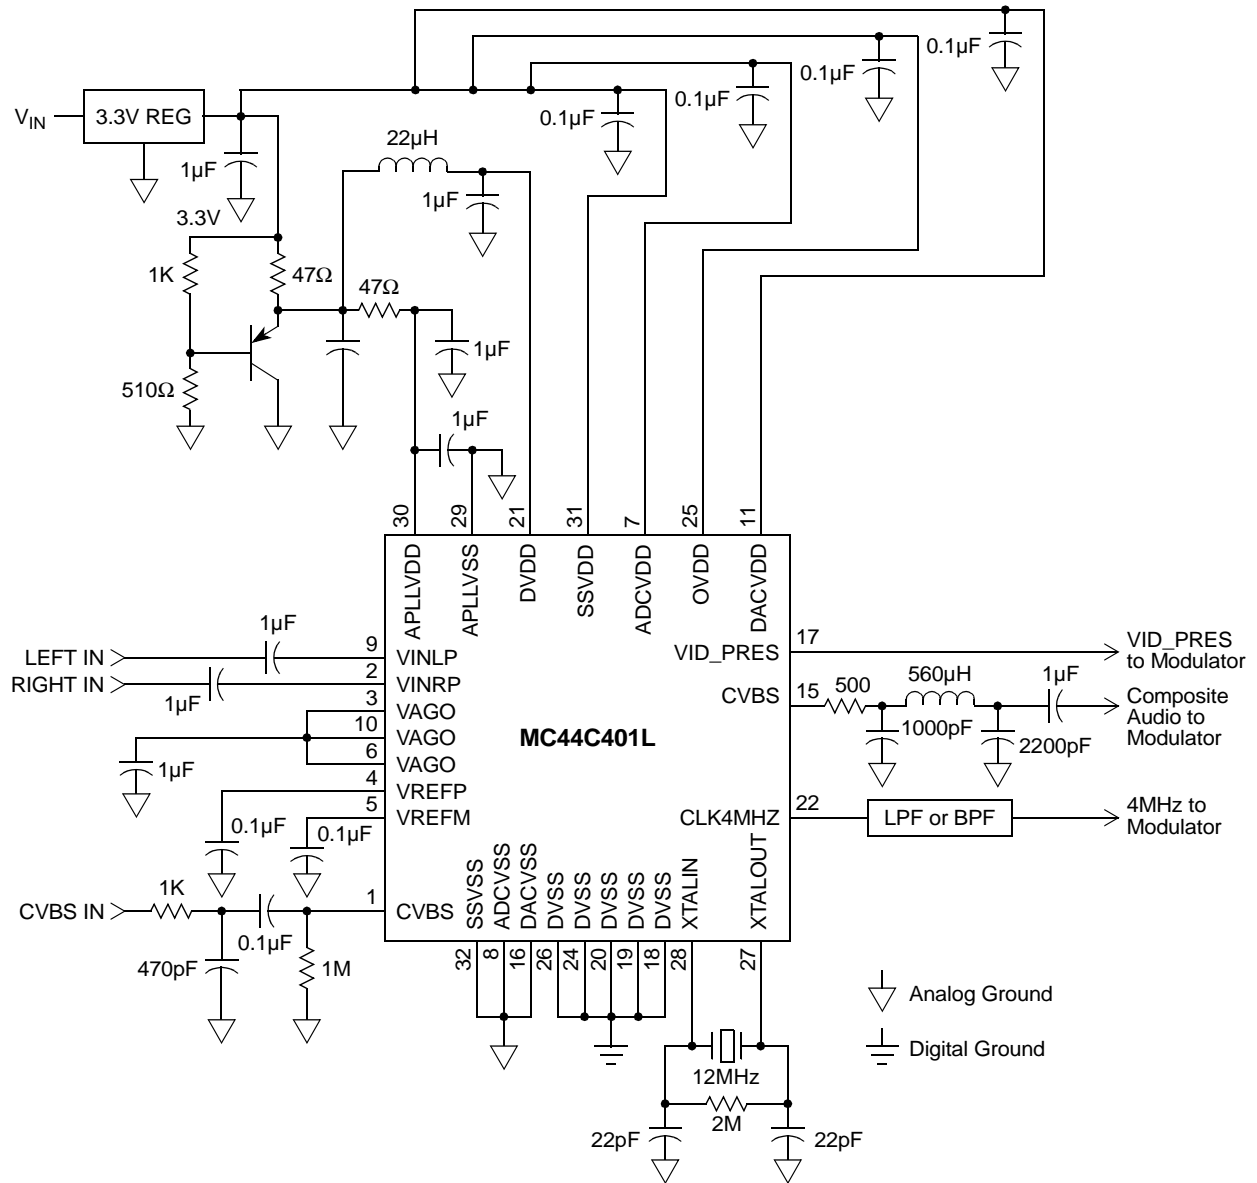 0.1µF
0.1µF
0.1µF
0.1µF
V_IN
3.3V REG
22µH
1µF
1µF
3.3V
1K
47Ω
47Ω
1µF
510Ω
1µF
30
29
21
31
7
25
11
APLLVDD
APLLVSS
DVDD
SSVDD
ADCVDD
OVDD
DACVDD
1µF
LEFT IN
9
VINLP
VID_PRES
17
VID_PRES
to Modulator
RIGHT IN
1µF
2
VINRP
3
VAGO
CVBS
15
500
560µH
1µF
1000pF
2200pF
Composite
Audio to
Modulator
10
VAGO
MC44C401L
1µF
6
VAGO
4
VREFP
5
VREFM
0.1µF
0.1µF
CLK4MHZ
22
LPF or BPF
4MHz to
Modulator
CVBS IN
1K
0.1µF
470pF
1M
1
CVBS
SSVSS
ADCVSS
DACVSS
DVSS
DVSS
DVSS
DVSS
DVSS
XTALIN
XTALOUT
32
8
16
26
24
20
19
18
28
27
Analog Ground
Digital Ground
12MHz
2M
22pF
22pF